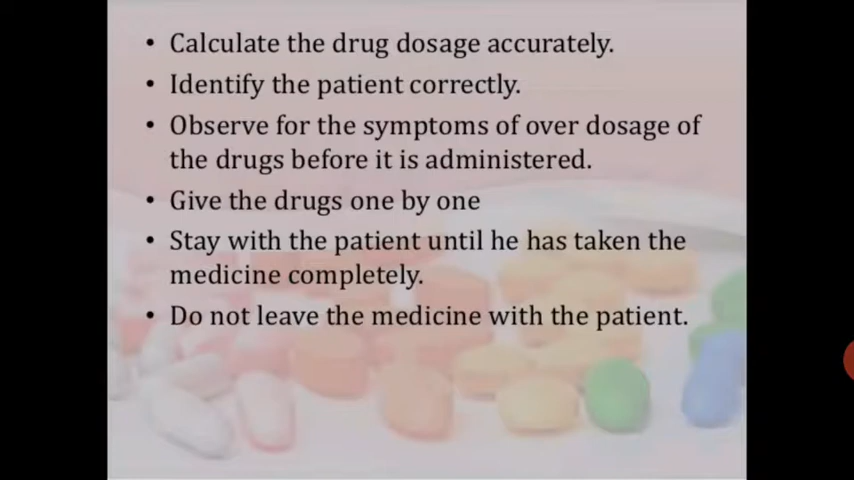 • Calculate the drug dosage accurately.
• Identify the patient correctly.
• Observe for the symptoms of over dosage of
the drugs before it is administered.
• Give the drugs one by one
• Stay with the patient until he has taken the
medicine completely.
• Do not leave the medicine with the patient.